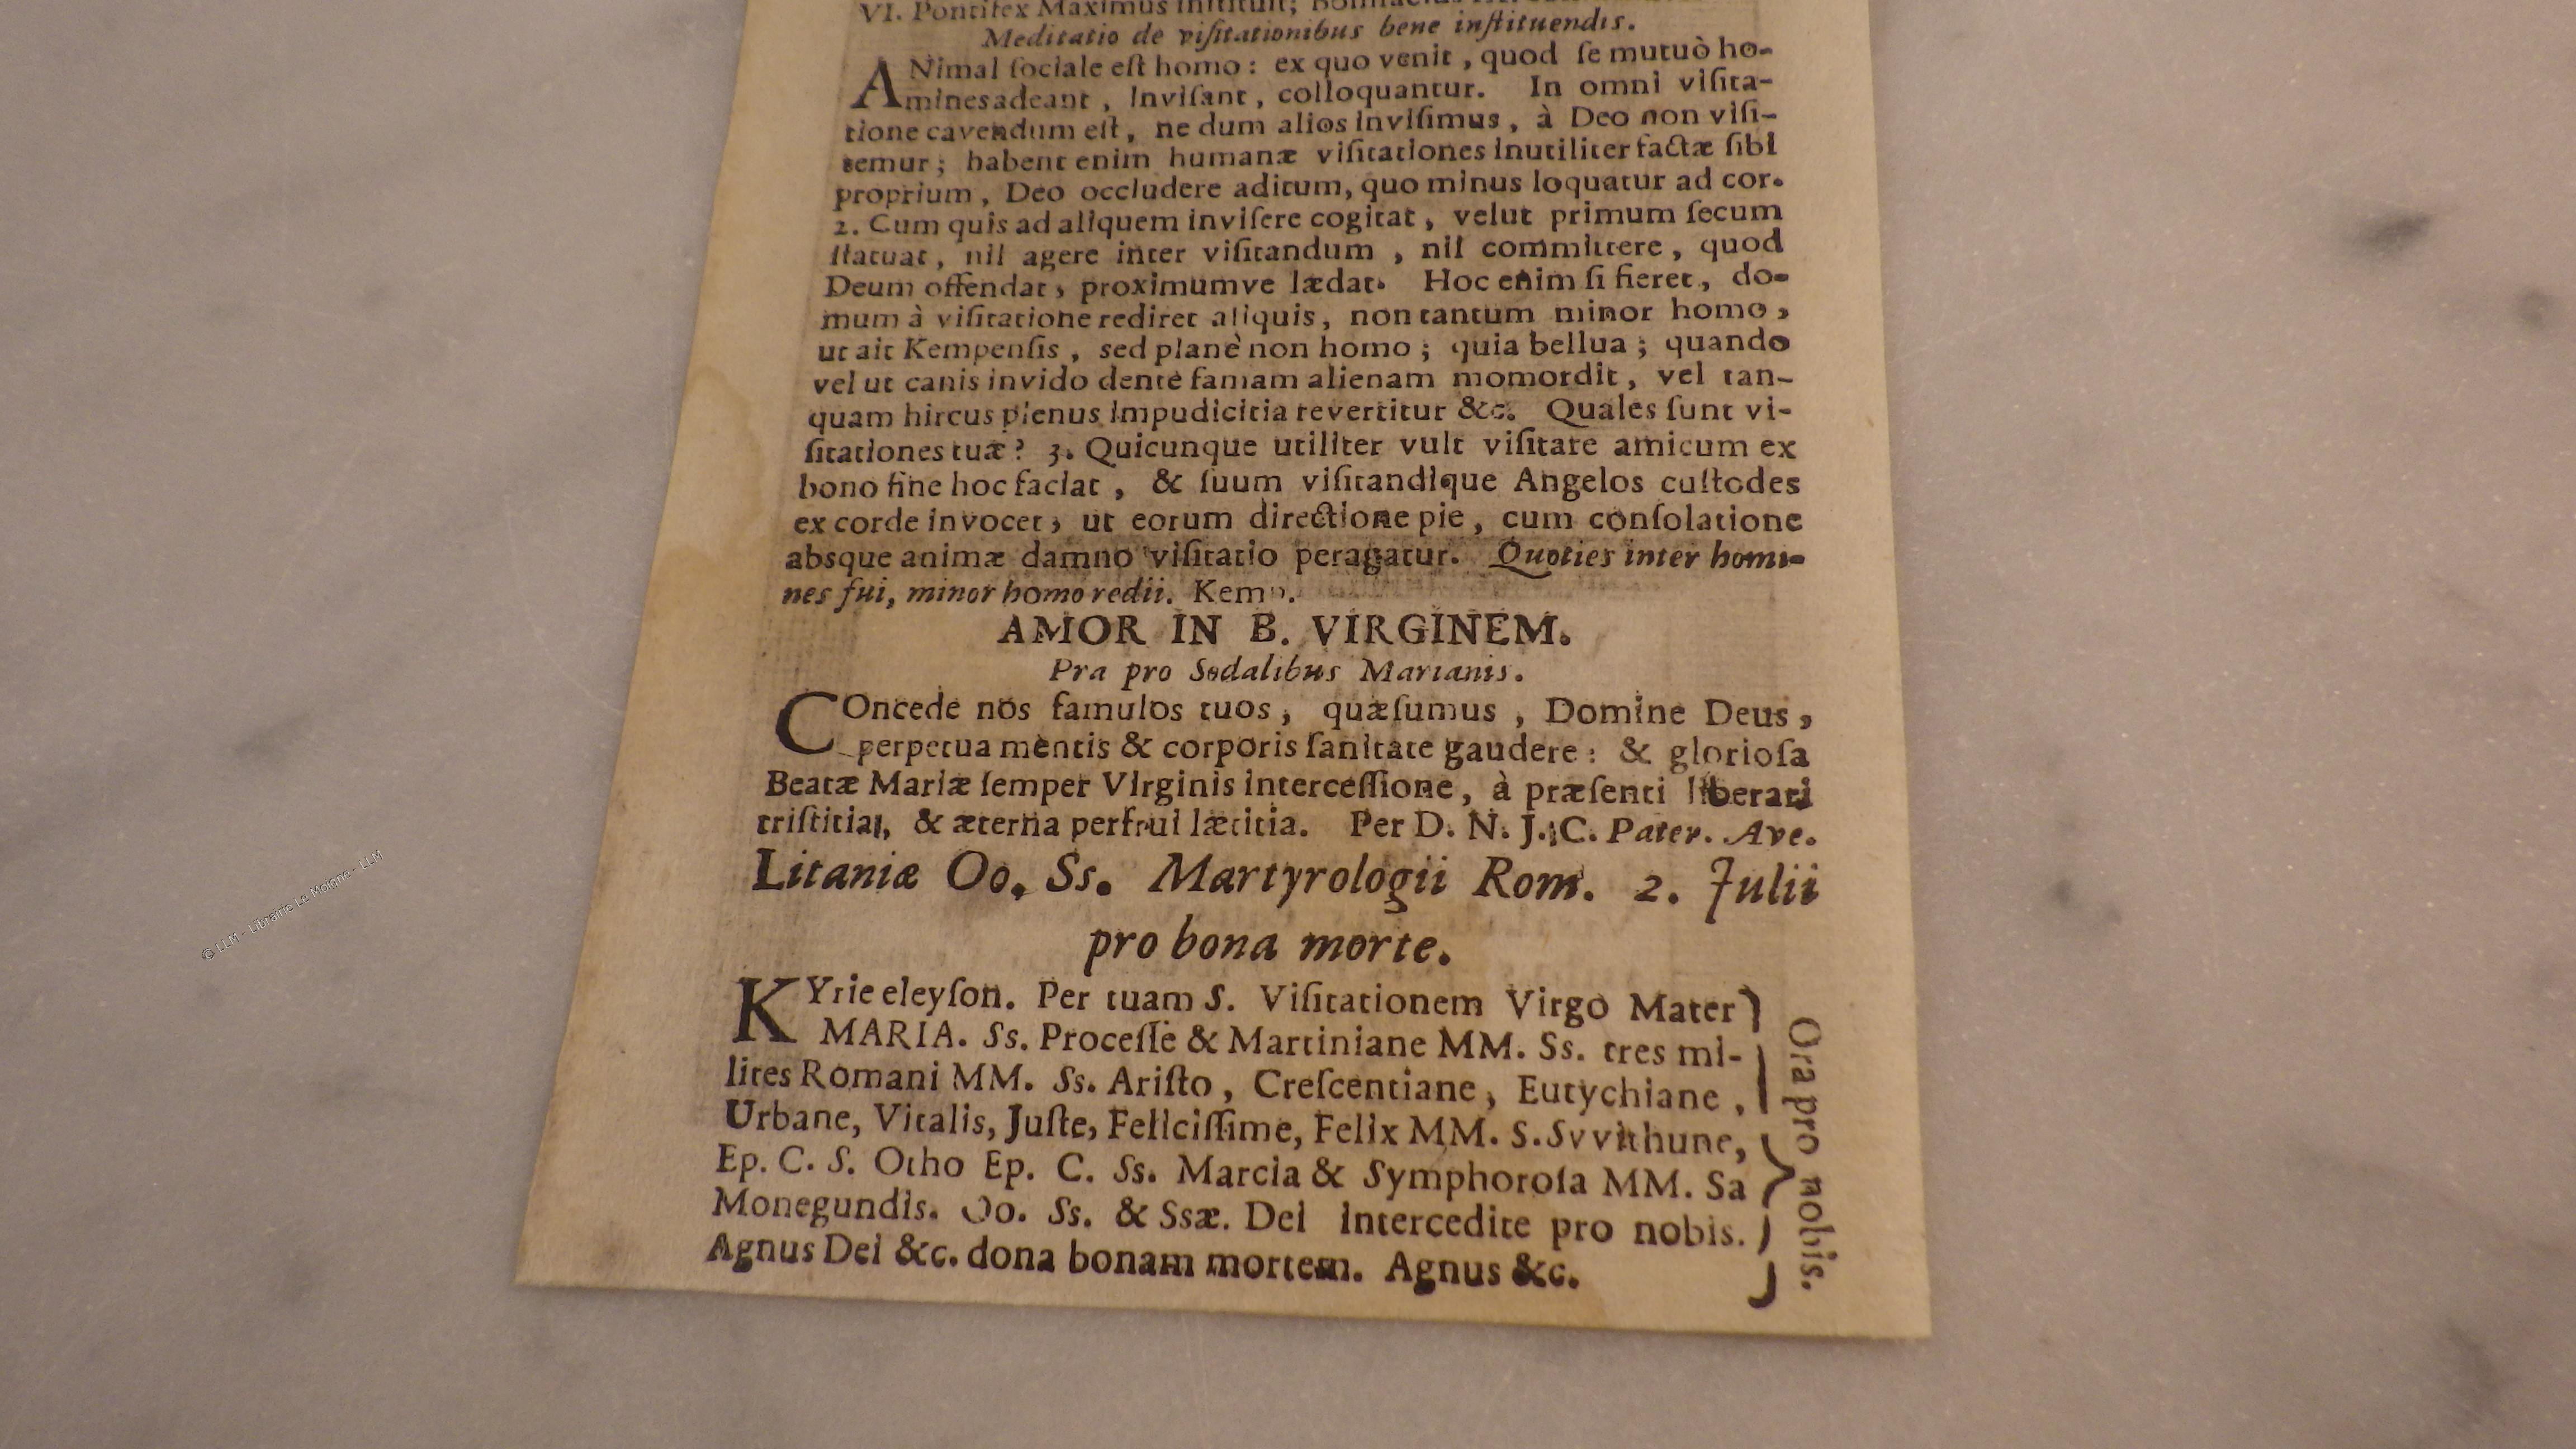 VI. Pontifex Maximus instituit;
Meditatio de visitationibus bene instituendis.
ANimal sociale est homo : ex quo venit , quod se mutuò ho-
minesadeant , invisant , colloquantur. In omni visita-
tione cavendum est , ne dum alios invisimus , à Deo non visi-
temur ; habent enim humanæ visitationes inutiliter factæ sibi
proprium , Deo occludere aditum, quo minus loquatur ad cor.
2. Cum quis ad aliquem invisere cogitat , velut primum secum
statuat , nil agere inter visitandum , nil committere , quod
Deum offendat , proximumve lædat. Hoc enim si fieret , do-
mum à visitatione rediret aliquis , non tantum minor homo ,
ut ait Kempensis , sed planè non homo ; quia bellua ; quando
vel ut canis invido dente famam alienam momordit , vel tan-
quam hircus plenus impudicitia revertitur &c. Quales sunt vi-
sitationes tuæ ? 3. Quicunque utiliter vult visitare amicum ex
bono fine hoc faciat , & suum visitandique Angelos custodes
ex corde invocet , ut eorum directione pie , cum consolatione
absque animæ damno visitatio peragatur. Quoties inter homi-
nes fui, minor homo redii. Kemp.
AMOR IN B. VIRGINEM.
Pra pro Sodalibus Marianis.
COncede nos famulos tuos , quæsumus , Domine Deus ,
perpetua mentis & corporis sanitate gaudere : & gloriosa
Beatæ Mariæ semper Virginis intercessione , à præsenti liberari
tristitia, & æterna perfrui lætitia. Per D. N. J. C. Pater. Ave.
Litaniæ Oo. Ss. Martyrologii Rom. 2. Julii
pro bona morte.
KYrie eleyson. Per tuam S. Visitationem Virgo Mater
MARIA. Ss. Processe & Martiniane MM. Ss. tres mi-
lites Romani MM. Ss. Aristo , Crescentiane , Eutychiane ,
Urbane, Vitalis, Juste, Felicissime, Felix MM. S. Svvithune,
Ep. C. S. Otho Ep. C. Ss. Marcia & Symphorosa MM. Sa
Monegundis. Oo. Ss. & Ssæ. Dei intercedite pro nobis.
Agnus Dei &c. dona bonam mortem. Agnus &c.
Ora pro nobis.
© LLM - Librairie Le Moigne - LLM